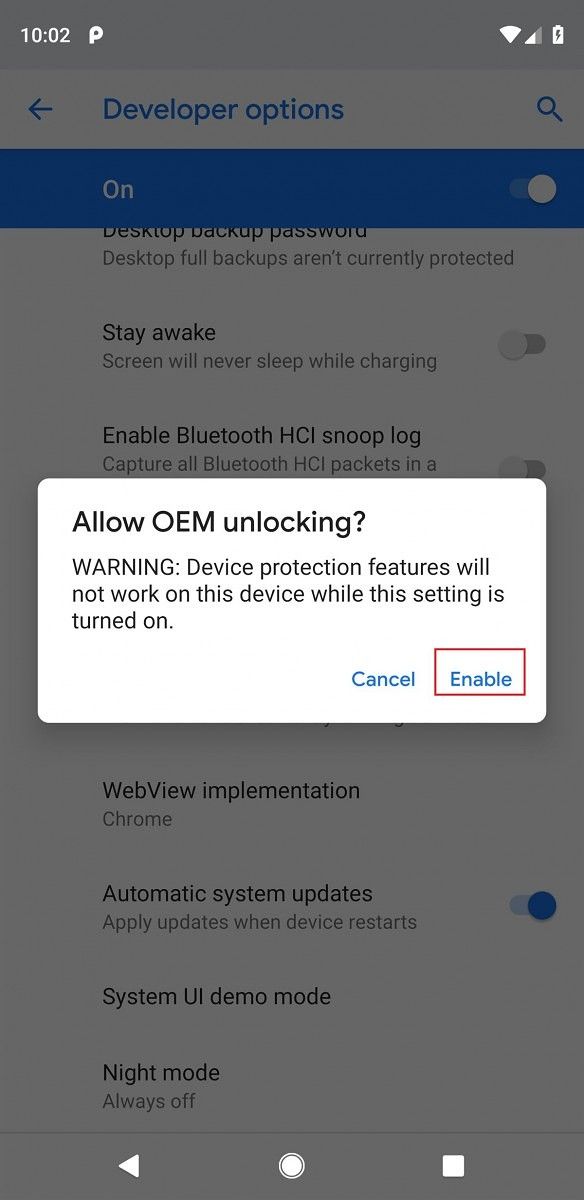 10:02
Developer options
On
Desktop backup password
Desktop full backups aren't currently protected
Stay awake
Screen will never sleep while charging
Enable Bluetooth HCI snoop log
Capture all Bluetooth HCI packets in a
Allow OEM unlocking?
WARNING: Device protection features will
not work on this device while this setting is
turned on.
Cancel
Enable
WebView implementation
Chrome
Automatic system updates
Apply updates when device restarts
System UI demo mode
Night mode
Always off